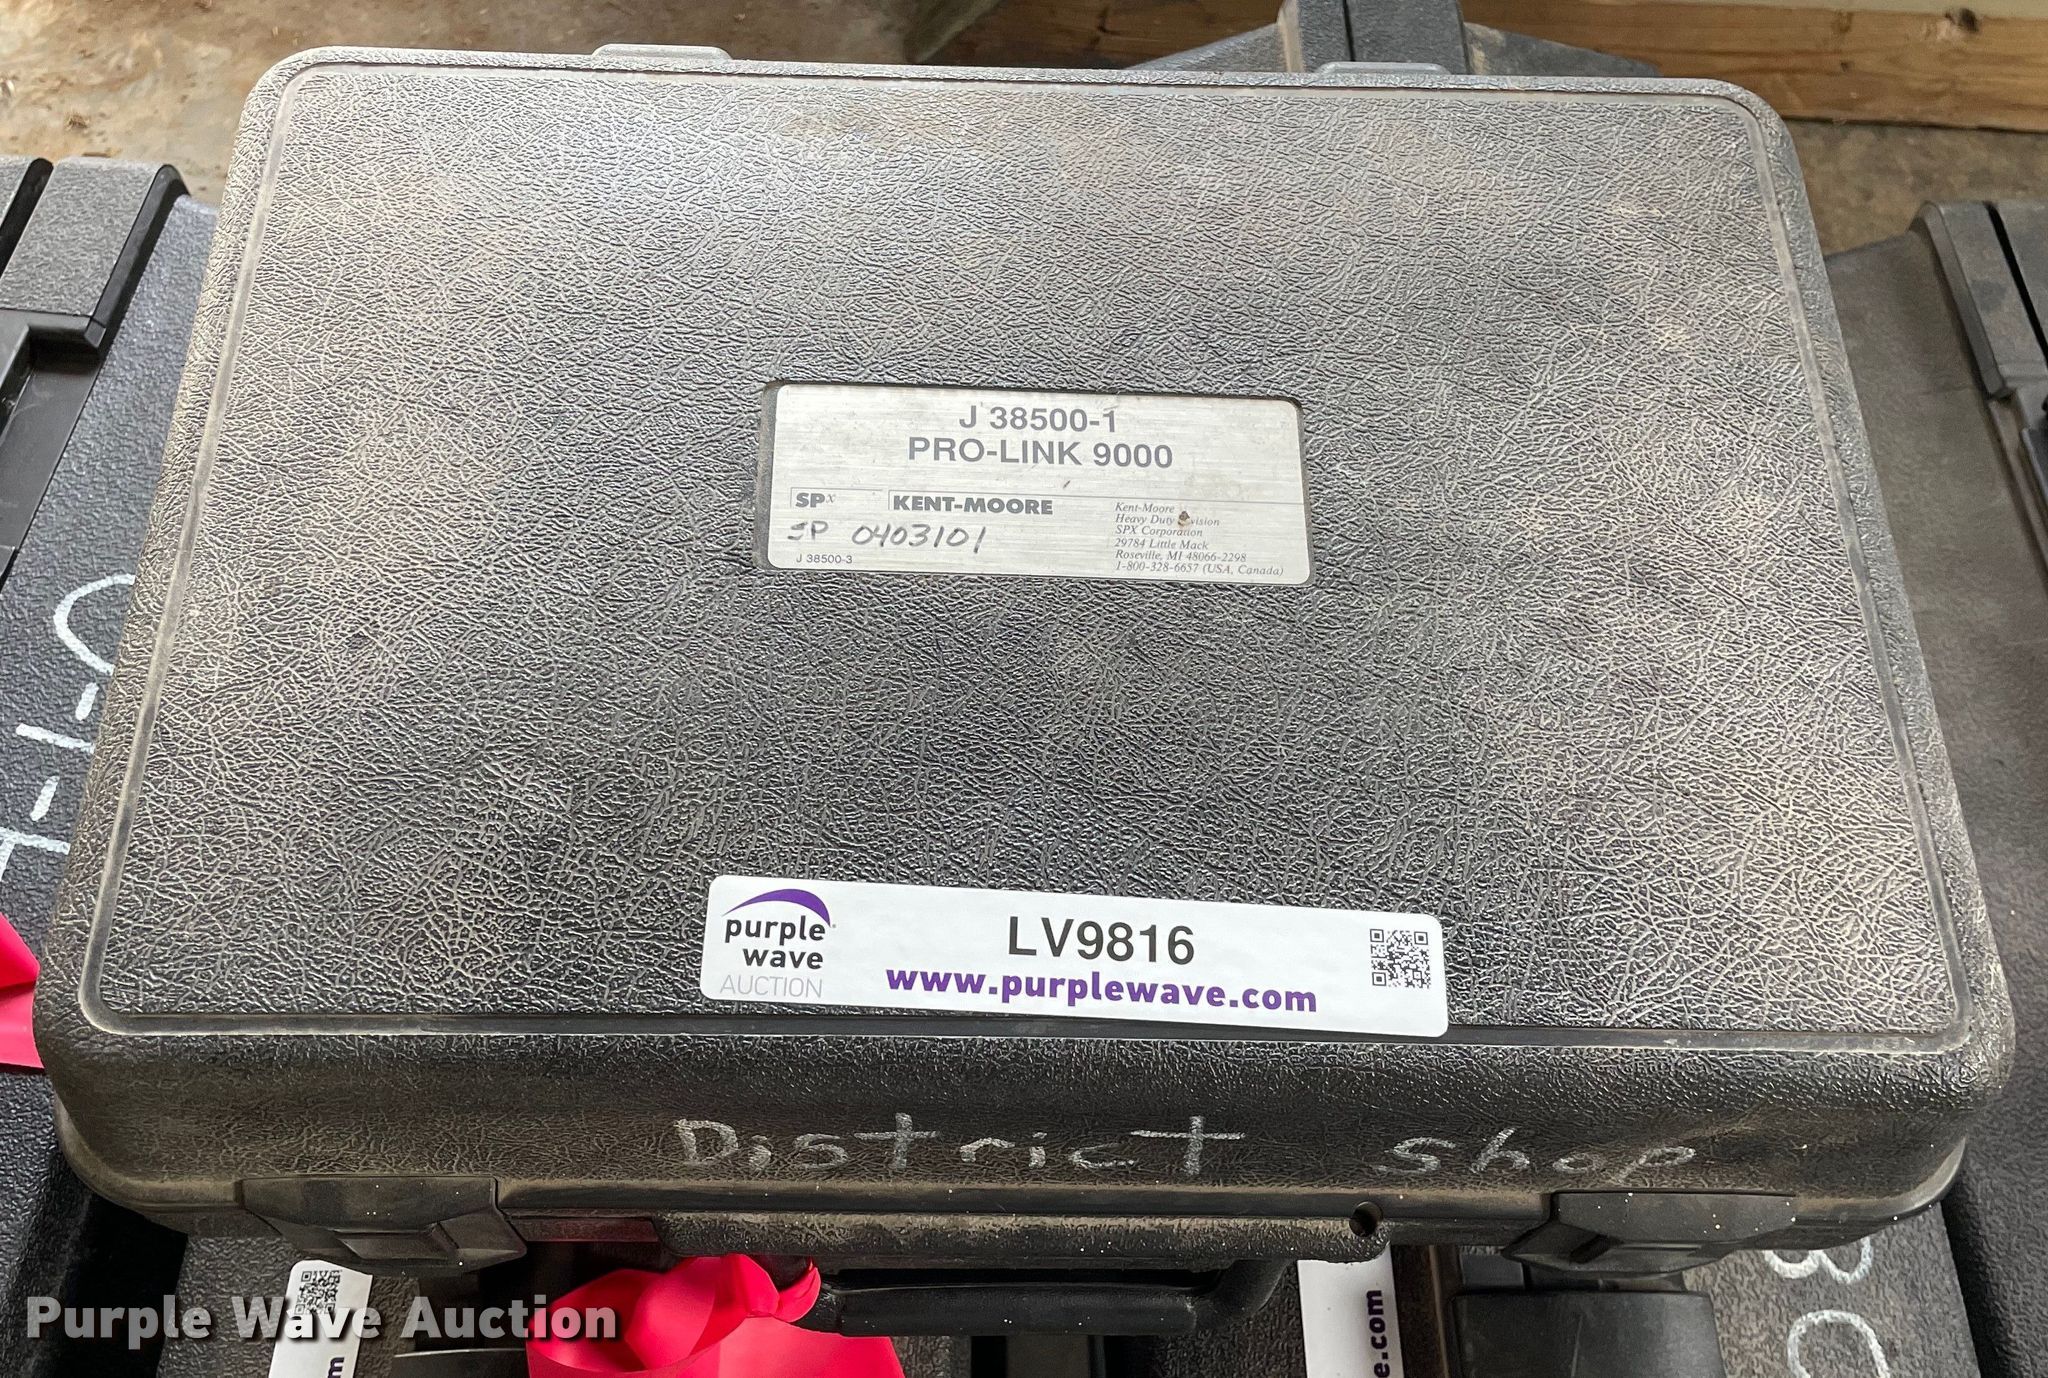 J 38500-1
PRO-LINK 9000
SPX KENT-MOORE
SP 0403101
J 38500-3
Kent-Moore
Heavy Duty
SPX Corporation
29784 Little Mack
Roseville, MI 48066-2298
1-800-328-6657 (USA, Canada)
purple
wave
AUCTION
LV9816
www.purplewave.com
District Shop
Purple Wave Auction
e.com